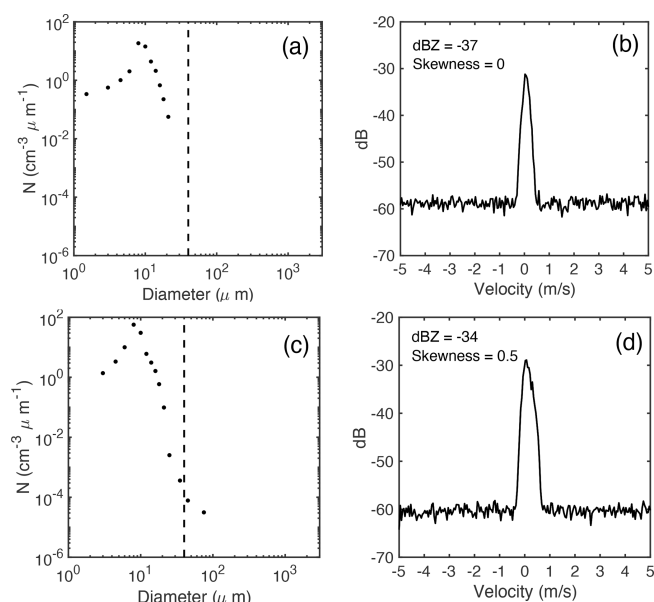 10^2
10^0
10^-2
10^-4
10^-6
N (cm^-3 μ m^-1)
10^0 10^1 10^2 10^3
Diameter (μ m)
(a)
-20
-30
-40
-50
-60
-70
dB
dBZ = -37
Skewness = 0
(b)
-5 -4 -3 -2 -1 0 1 2 3 4 5
Velocity (m/s)
10^2
10^0
10^-2
10^-4
10^-6
N (cm^-3 μ m^-1)
10^0 10^1 10^2 10^3
Diameter (μ m)
(c)
-20
-30
-40
-50
-60
-70
dB
dBZ = -34
Skewness = 0.5
(d)
-5 -4 -3 -2 -1 0 1 2 3 4 5
Velocity (m/s)